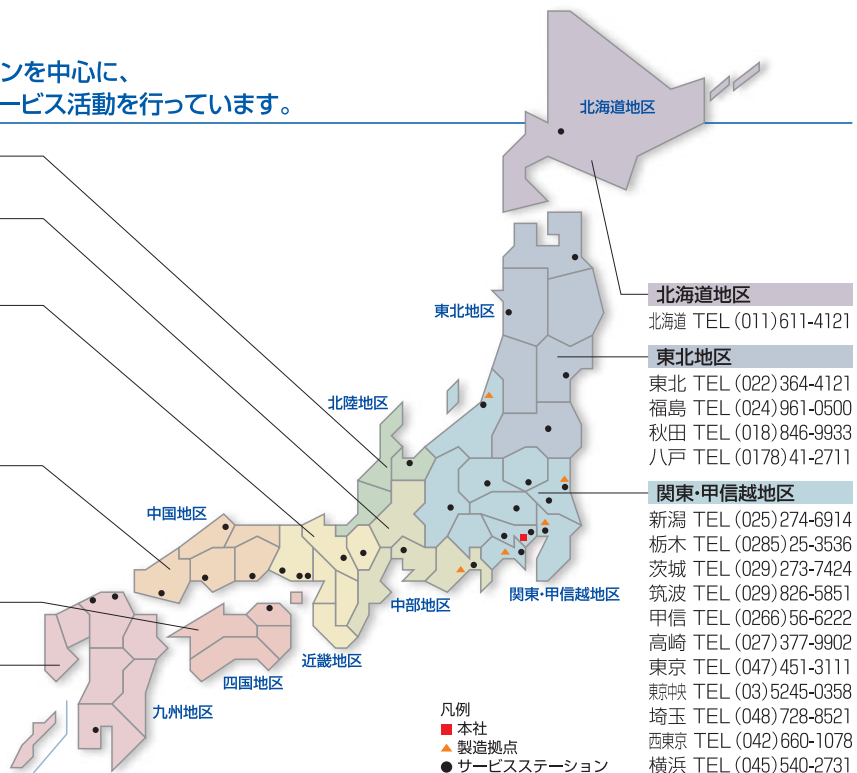 ンを中心に、
ービス活動を行っています。
北海道地区
東北地区
北陸地区
中国地区
中部地区
関東・甲信越地区
近畿地区
四国地区
九州地区
凡例
■ 本社
▲ 製造拠点
● サービスステーション
北海道地区
北海道 TEL (011)611-4121
東北地区
東北 TEL (022)364-4121
福島 TEL (024)961-0500
秋田 TEL (018)846-9933
八戸 TEL (0178)41-2711
関東・甲信越地区
新潟 TEL (025)274-6914
栃木 TEL (0285)25-3536
茨城 TEL (029)273-7424
筑波 TEL (029)826-5851
甲信 TEL (0266)56-6222
高崎 TEL (027)377-9902
東京 TEL (047)451-3111
東京中央 TEL (03)5245-0358
埼玉 TEL (048)728-8521
西東京 TEL (042)660-1078
横浜 TEL (045)540-2731